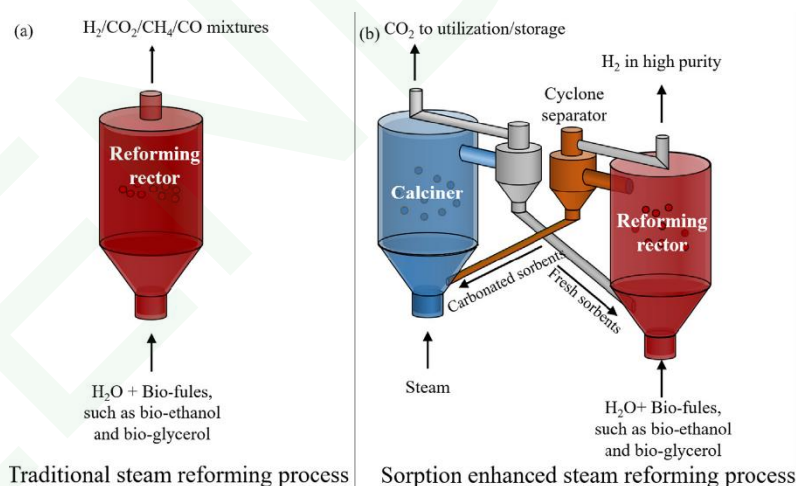 (a)
H₂/CO₂/CH₄/CO mixtures
Reforming
rector
H₂O + Bio-fules,
such as bio-ethanol
and bio-glycerol
Traditional steam reforming process
(b)
CO₂ to utilization/storage
H₂ in high purity
Cyclone
separator
Calciner
Reforming
rector
Carbonated sorbents
Fresh sorbents
Steam
H₂O+ Bio-fules,
such as bio-ethanol
and bio-glycerol
Sorption enhanced steam reforming process